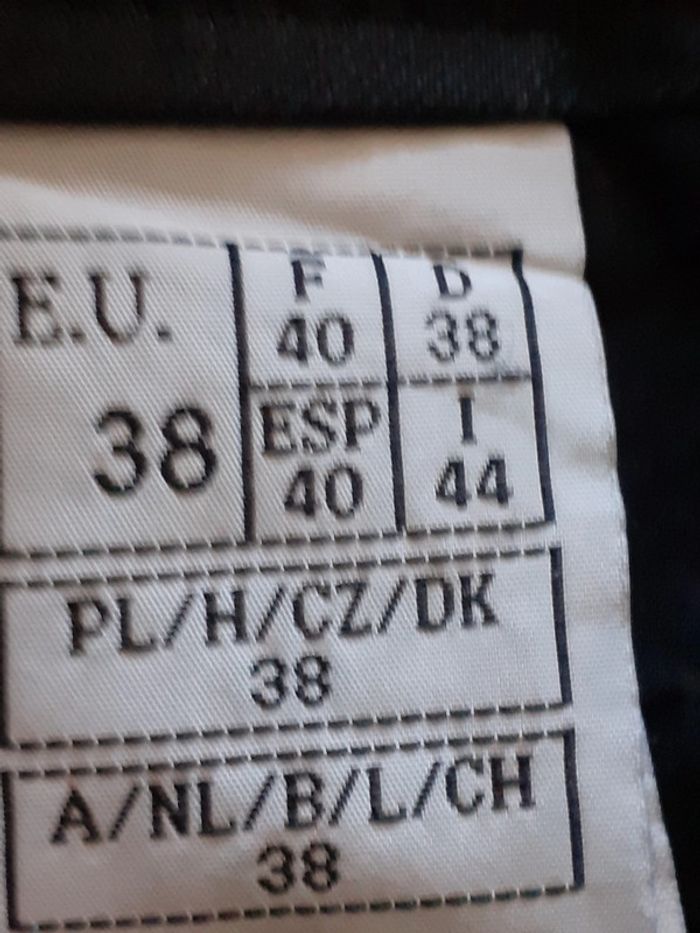 E.U.
38
F
40
D
38
ESP
40
I
44
PL/H/CZ/DK
38
A/NL/B/L/CH
38